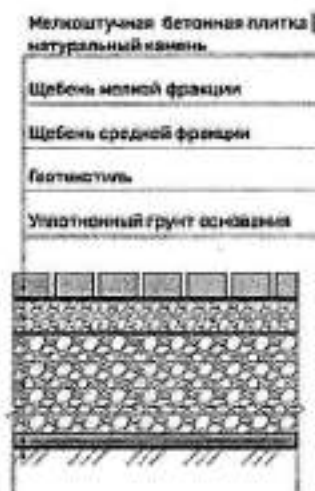 Мелкоштучная бетонная плитка
натуральный камень
Щебень мелкой фракции
Щебень средней фракции
Геотекстиль
Уплотненный грунт основания